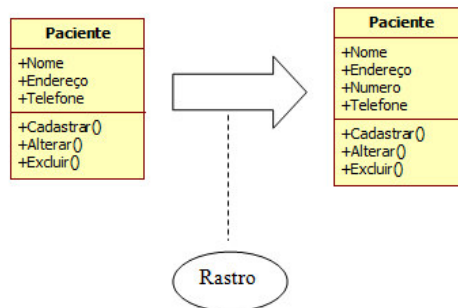 Paciente
+Nome
+Endereço
+Telefone
+Cadastrar()
+Alterar()
+Excluir()
Paciente
+Nome
+Endereço
+Numero
+Telefone
+Cadastrar()
+Alterar()
+Excluir()
Rastro